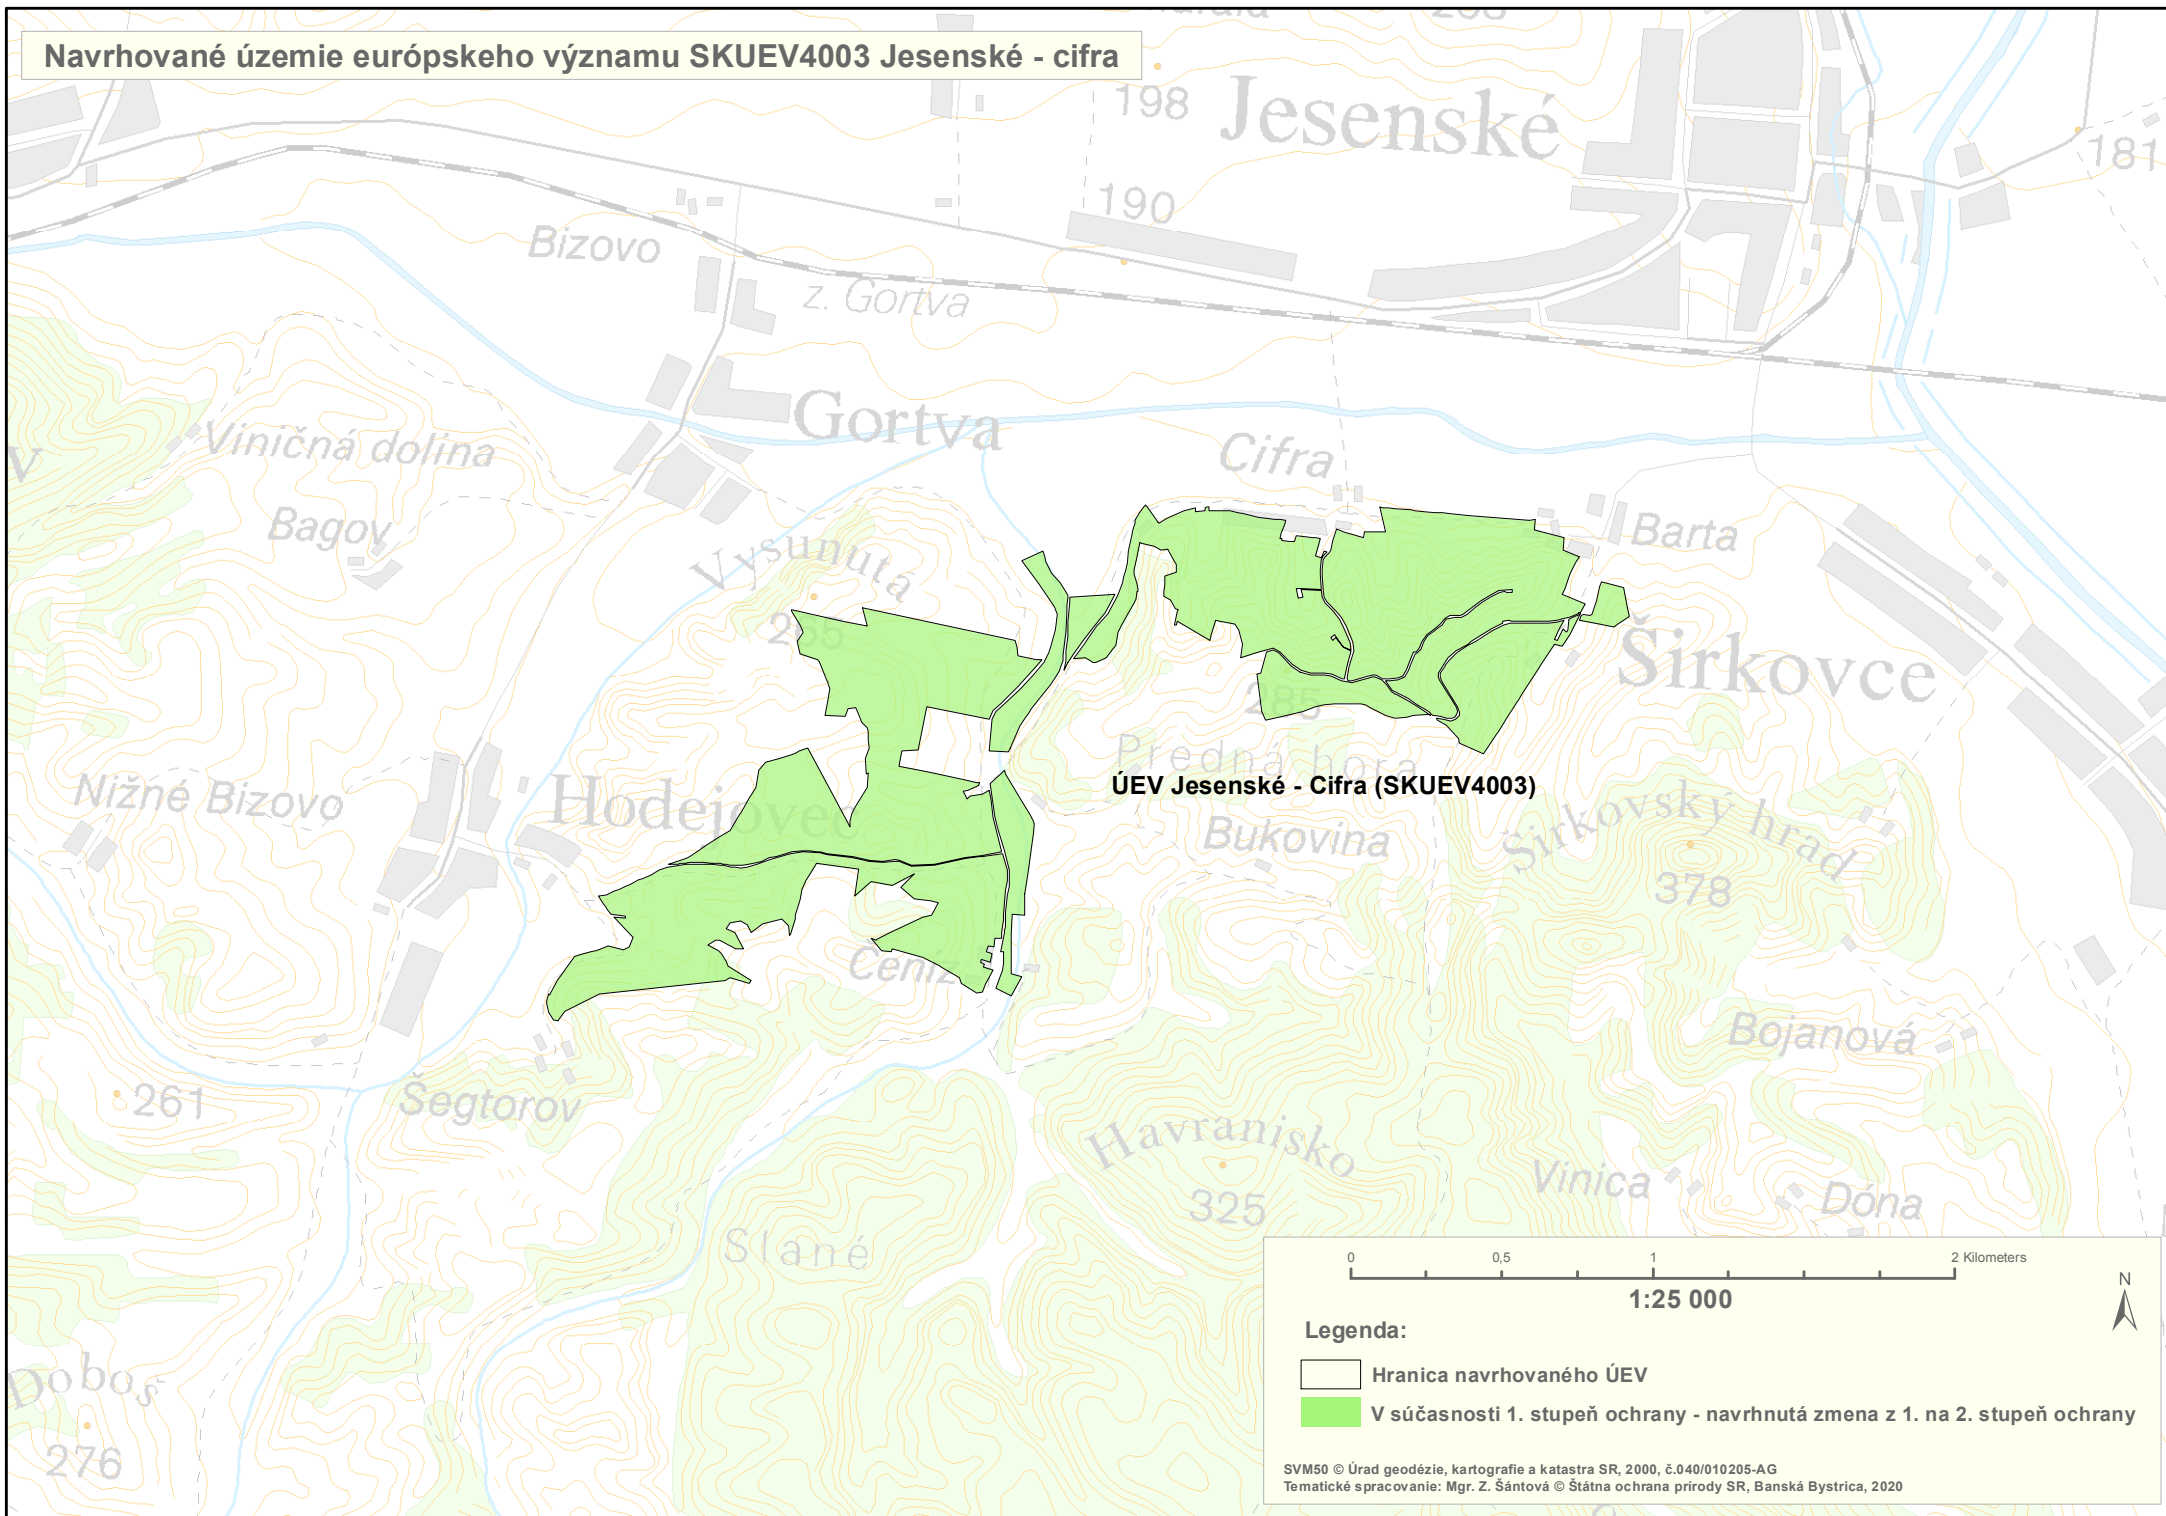 Navrhované územie európskeho významu SKUEV4003 Jesenské - cifra
198
Jesenské
181
190
Bizovo
z. Gortva
Gortva
Viničná dolina
Cifra
Bagov
Barta
Vysunutá
265
Širkovce
285
Predná hora
ÚEV Jesenské - Cifra (SKUEV4003)
Nižné Bizovo
Hodejovec
Bukovina
Širkovský hrad
378
Čeníz
Bojanová
261
Šegtorov
Havranisko
325
Vinica
Dóna
Slané
Doboš
276
0 0,5 1 2 Kilometers
1:25 000
N
Legenda:
Hranica navrhovaného ÚEV
V súčasnosti 1. stupeň ochrany - navrhnutá zmena z 1. na 2. stupeň ochrany
SVM50 © Úrad geodézie, kartografie a katastra SR, 2000, č.040/010205-AG
Tematické spracovanie: Mgr. Z. Šántová © Štátna ochrana prírody SR, Banská Bystrica, 2020